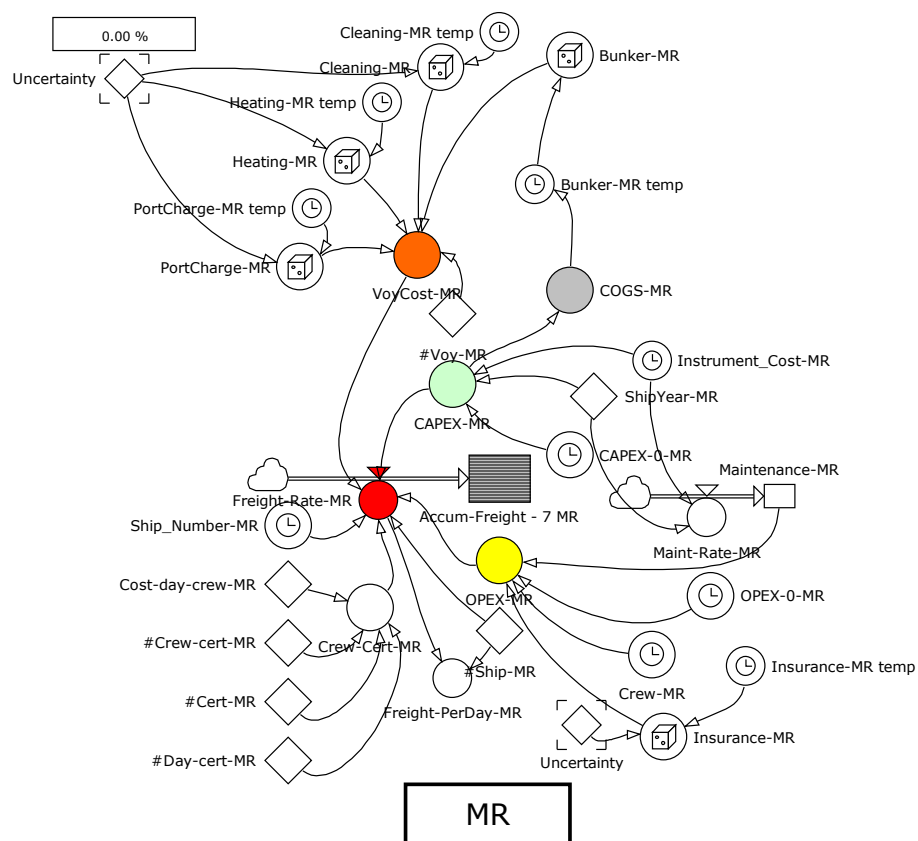 0.00 %
Cleaning-MR temp
Uncertainty
Cleaning-MR
Bunker-MR
Heating-MR temp
Heating-MR
Bunker-MR temp
PortCharge-MR temp
PortCharge-MR
VoyCost-MR
COGS-MR
#Voy-MR
Instrument_Cost-MR
ShipYear-MR
CAPEX-MR
CAPEX-0-MR
Maintenance-MR
Freight-Rate-MR
Accum-Freight - 7 MR
Ship_Number-MR
Maint-Rate-MR
Cost-day-crew-MR
OPEX-MR
OPEX-0-MR
#Crew-cert-MR
Crew-Cert-MR
#Ship-MR
Insurance-MR temp
Crew-MR
#Cert-MR
Freight-PerDay-MR
Insurance-MR
#Day-cert-MR
Uncertainty
MR